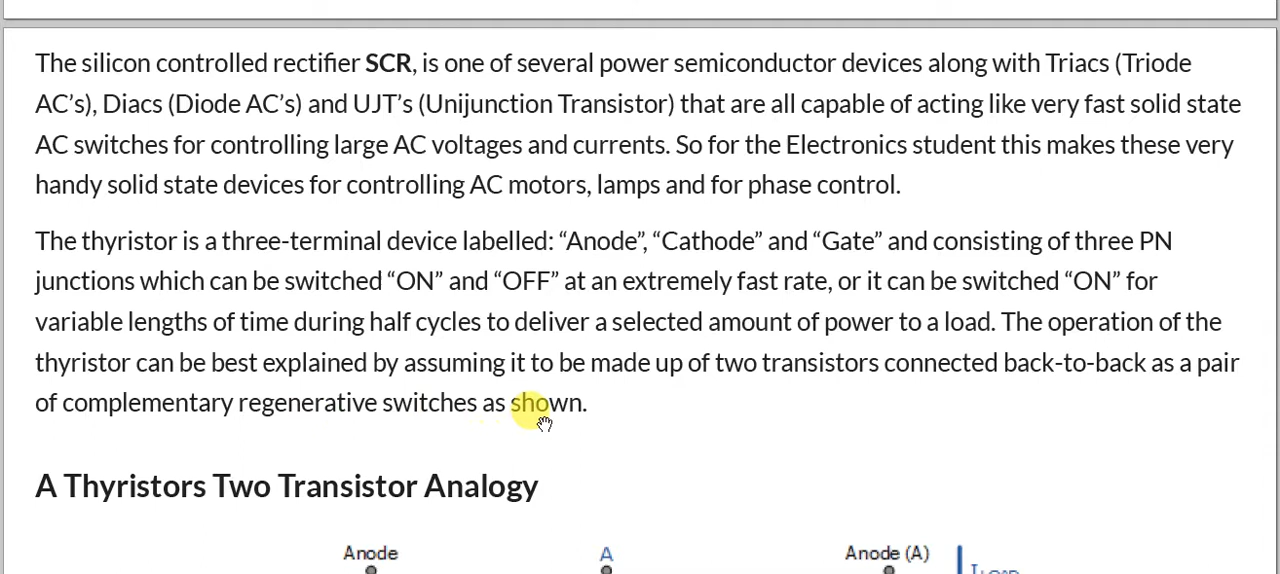 The silicon controlled rectifier SCR, is one of several power semiconductor devices along with Triacs (Triode
AC's), Diacs (Diode AC's) and UJT's (Unijunction Transistor) that are all capable of acting like very fast solid state
AC switches for controlling large AC voltages and currents. So for the Electronics student this makes these very
handy solid state devices for controlling AC motors, lamps and for phase control.
The thyristor is a three-terminal device labelled: “Anode”, “Cathode” and “Gate” and consisting of three PN
junctions which can be switched “ON” and “OFF” at an extremely fast rate, or it can be switched “ON” for
variable lengths of time during half cycles to deliver a selected amount of power to a load. The operation of the
thyristor can be best explained by assuming it to be made up of two transistors connected back-to-back as a pair
of complementary regenerative switches as shown.
A Thyristors Two Transistor Analogy
Anode A Anode (A)
ILOAD